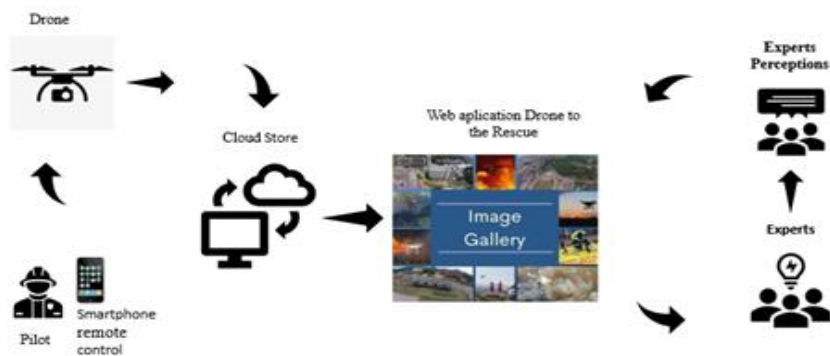 Drone
Cloud Store
Pilot
Smartphone
remote
control
Web aplication Drone to
the Rescue
Image
Gallery
Experts
Perceptions
Experts